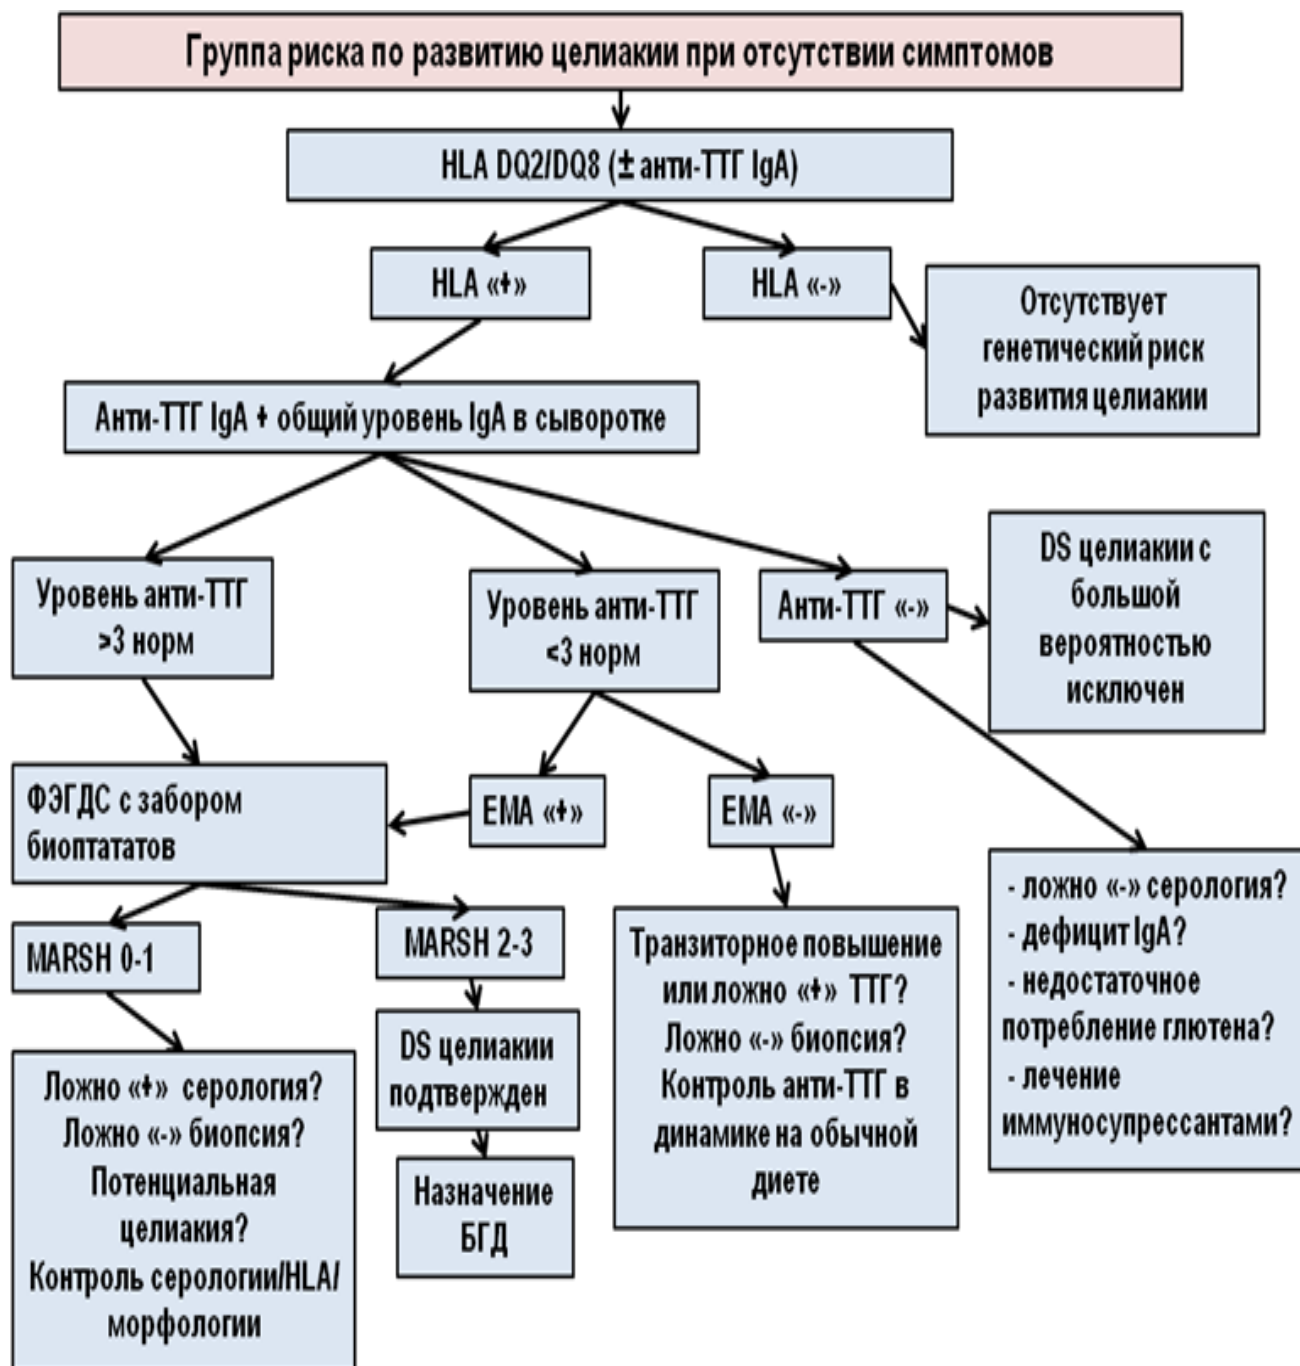 Группа риска по развитию целиакии при отсутствии симптомов
HLA DQ2/DQ8 (± анти-ТТГ IgA)
HLA «+»
HLA «-»
Отсутствует
генетический риск
развития целиакии
Анти-ТТГ IgA + общий уровень IgA в сыворотке
Уровень анти-ТТГ
>3 норм
Уровень анти-ТТГ
<3 норм
Анти-ТТГ «-»
DS целиакии с
большой
вероятностью
исключен
ФЭГДС с забором
биоптататов
EMA «+»
EMA «-»
MARSH 0-1
MARSH 2-3
Ложно «+» серология?
Ложно «-» биопсия?
Потенциальная
целиакия?
Контроль серологии/HLA/
морфологии
DS целиакии
подтвержден
Назначение
БГД
Транзиторное повышение
или ложно «+» ТТГ?
Ложно «-» биопсия?
Контроль анти-ТТГ в
динамике на обычной
диете
- ложно «-» серология?
- дефицит IgA?
- недостаточное
потребление глютена?
- лечение
иммуносупрессантами?